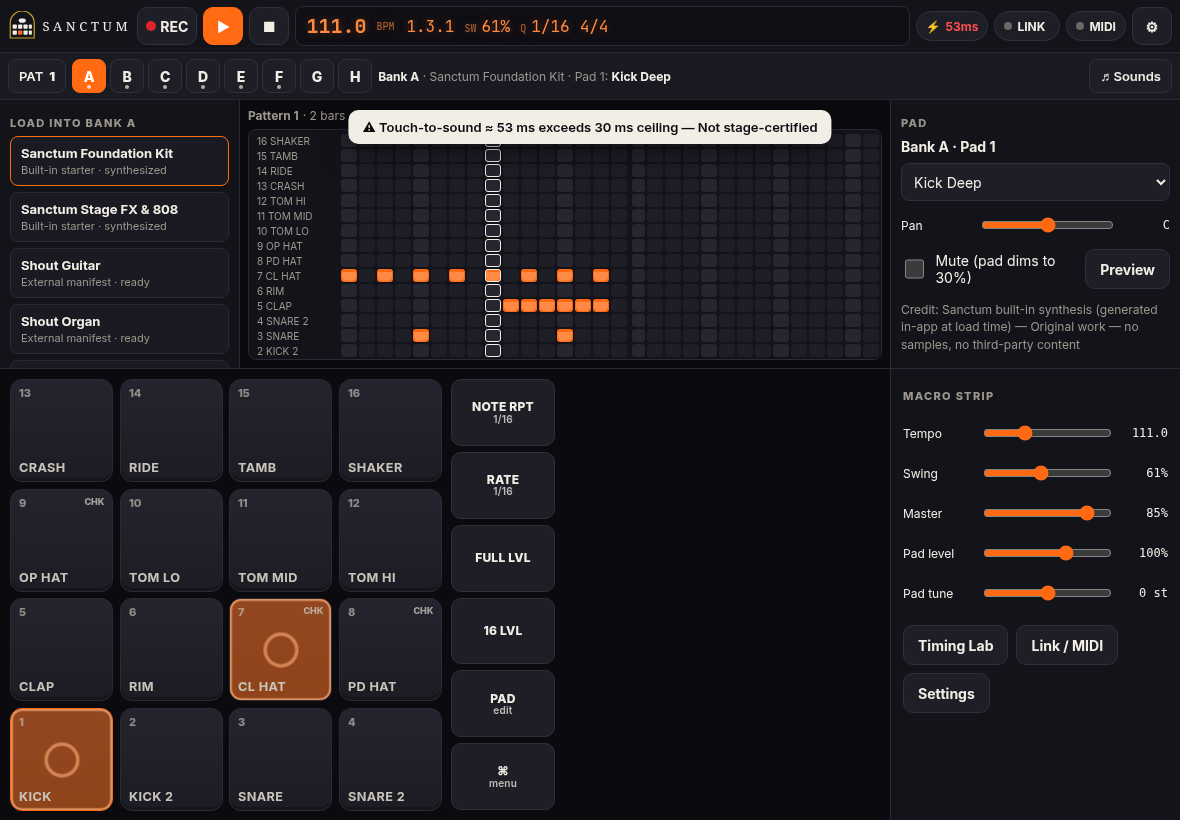 SANCTUM
REC
111.0 BPM 1.3.1 SW 61% Q 1/16 4/4
⚡ 53ms
LINK
MIDI
PAT 1
A
B
C
D
E
F
G
H
Bank A · Sanctum Foundation Kit · Pad 1: Kick Deep
♬ Sounds
LOAD INTO BANK A
Sanctum Foundation Kit
Built-in starter · synthesized
Sanctum Stage FX & 808
Built-in starter · synthesized
Shout Guitar
External manifest · ready
Shout Organ
External manifest · ready
Pattern 1 · 2 bars
⚠ Touch-to-sound ≈ 53 ms exceeds 30 ms ceiling — Not stage-certified
16 SHAKER
15 TAMB
14 RIDE
13 CRASH
12 TOM HI
11 TOM MID
10 TOM LO
9 OP HAT
8 PD HAT
7 CL HAT
6 RIM
5 CLAP
4 SNARE 2
3 SNARE
2 KICK 2
PAD
Bank A · Pad 1
Kick Deep
Pan C
Mute (pad dims to
30%)
Preview
Credit: Sanctum built-in synthesis (generated
in-app at load time) — Original work — no
samples, no third-party content
13
CRASH
14
RIDE
15
TAMB
16
SHAKER
9 CHK
OP HAT
10
TOM LO
11
TOM MID
12
TOM HI
5
CLAP
6
RIM
7 CHK
CL HAT
8 CHK
PD HAT
1
KICK
2
KICK 2
3
SNARE
4
SNARE 2
NOTE RPT
1/16
RATE
1/16
FULL LVL
16 LVL
PAD
edit
⌘
menu
MACRO STRIP
Tempo 111.0
Swing 61%
Master 85%
Pad level 100%
Pad tune 0 st
Timing Lab
Link / MIDI
Settings